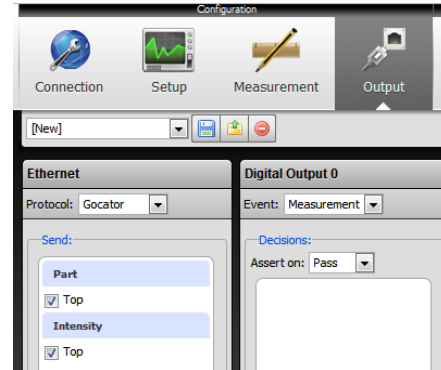 Configuration
Connection Setup Measurement Output
[New]
Ethernet
Protocol: Gocator
Send:
Part
Top
Intensity
Top
Digital Output 0
Event: Measurement
Decisions:
Assert on: Pass